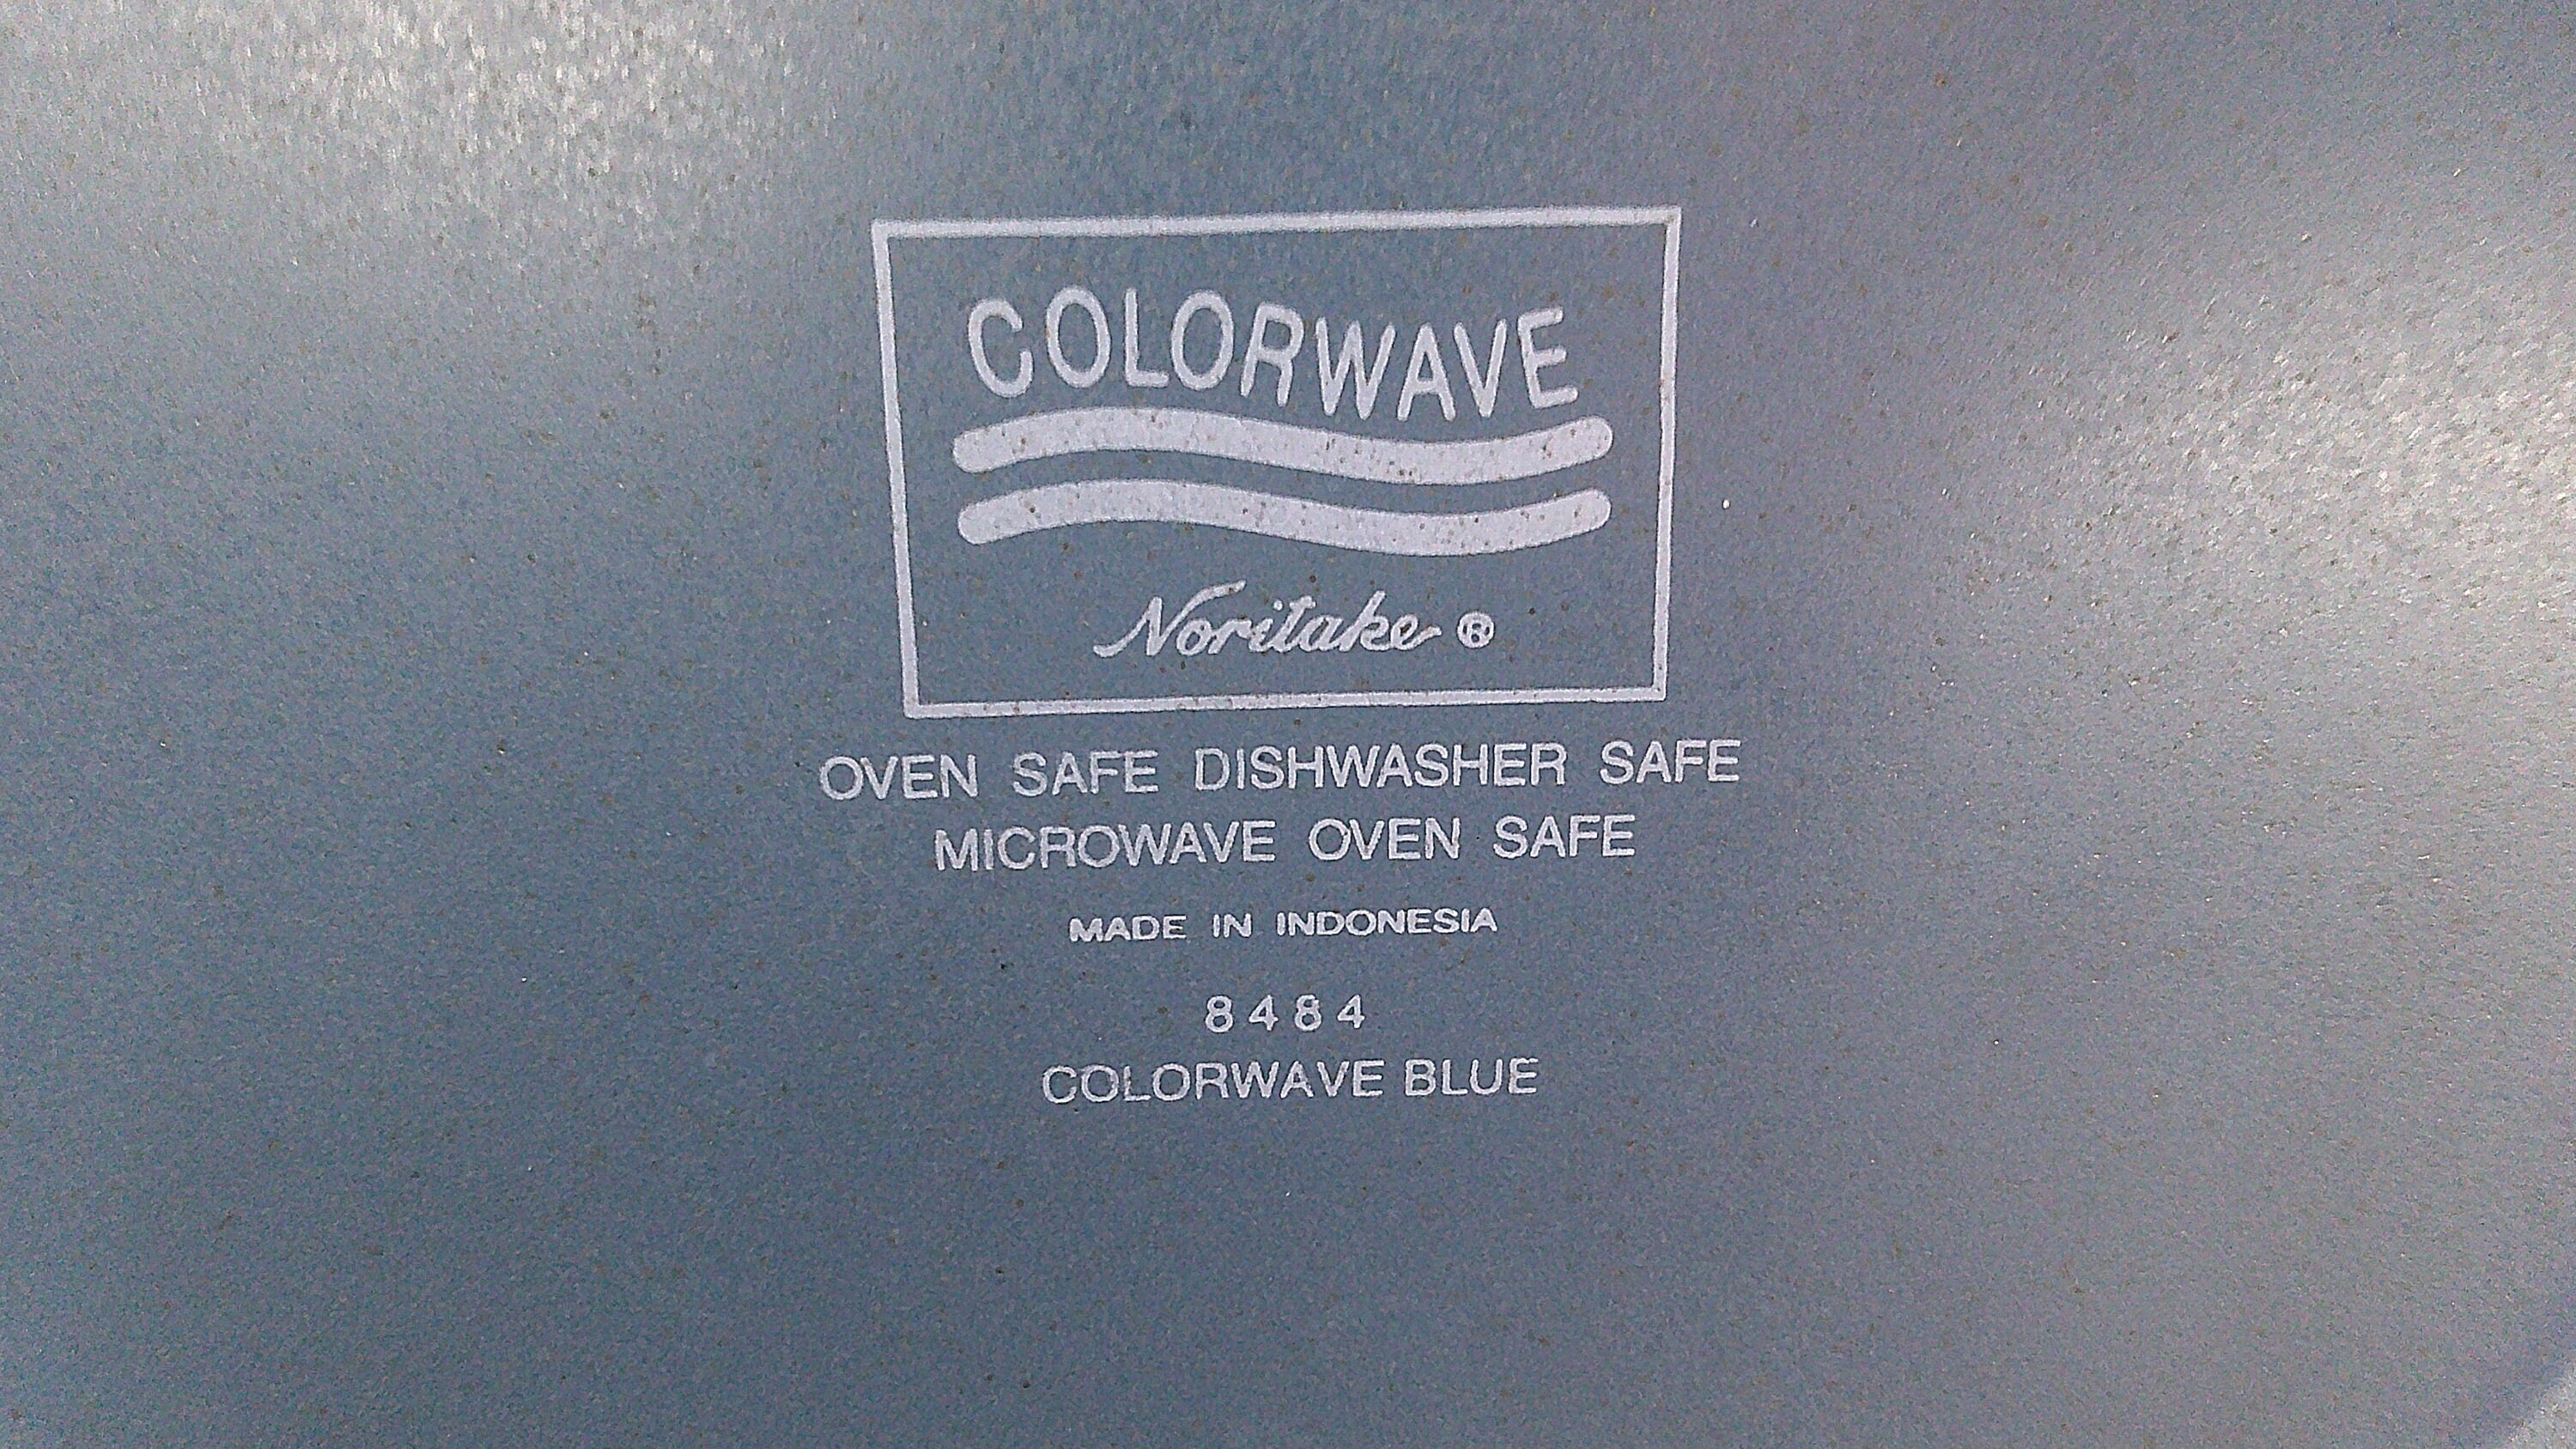 COLORWAVE
Noritake ®
OVEN SAFE DISHWASHER SAFE
MICROWAVE OVEN SAFE
MADE IN INDONESIA
8484
COLORWAVE BLUE